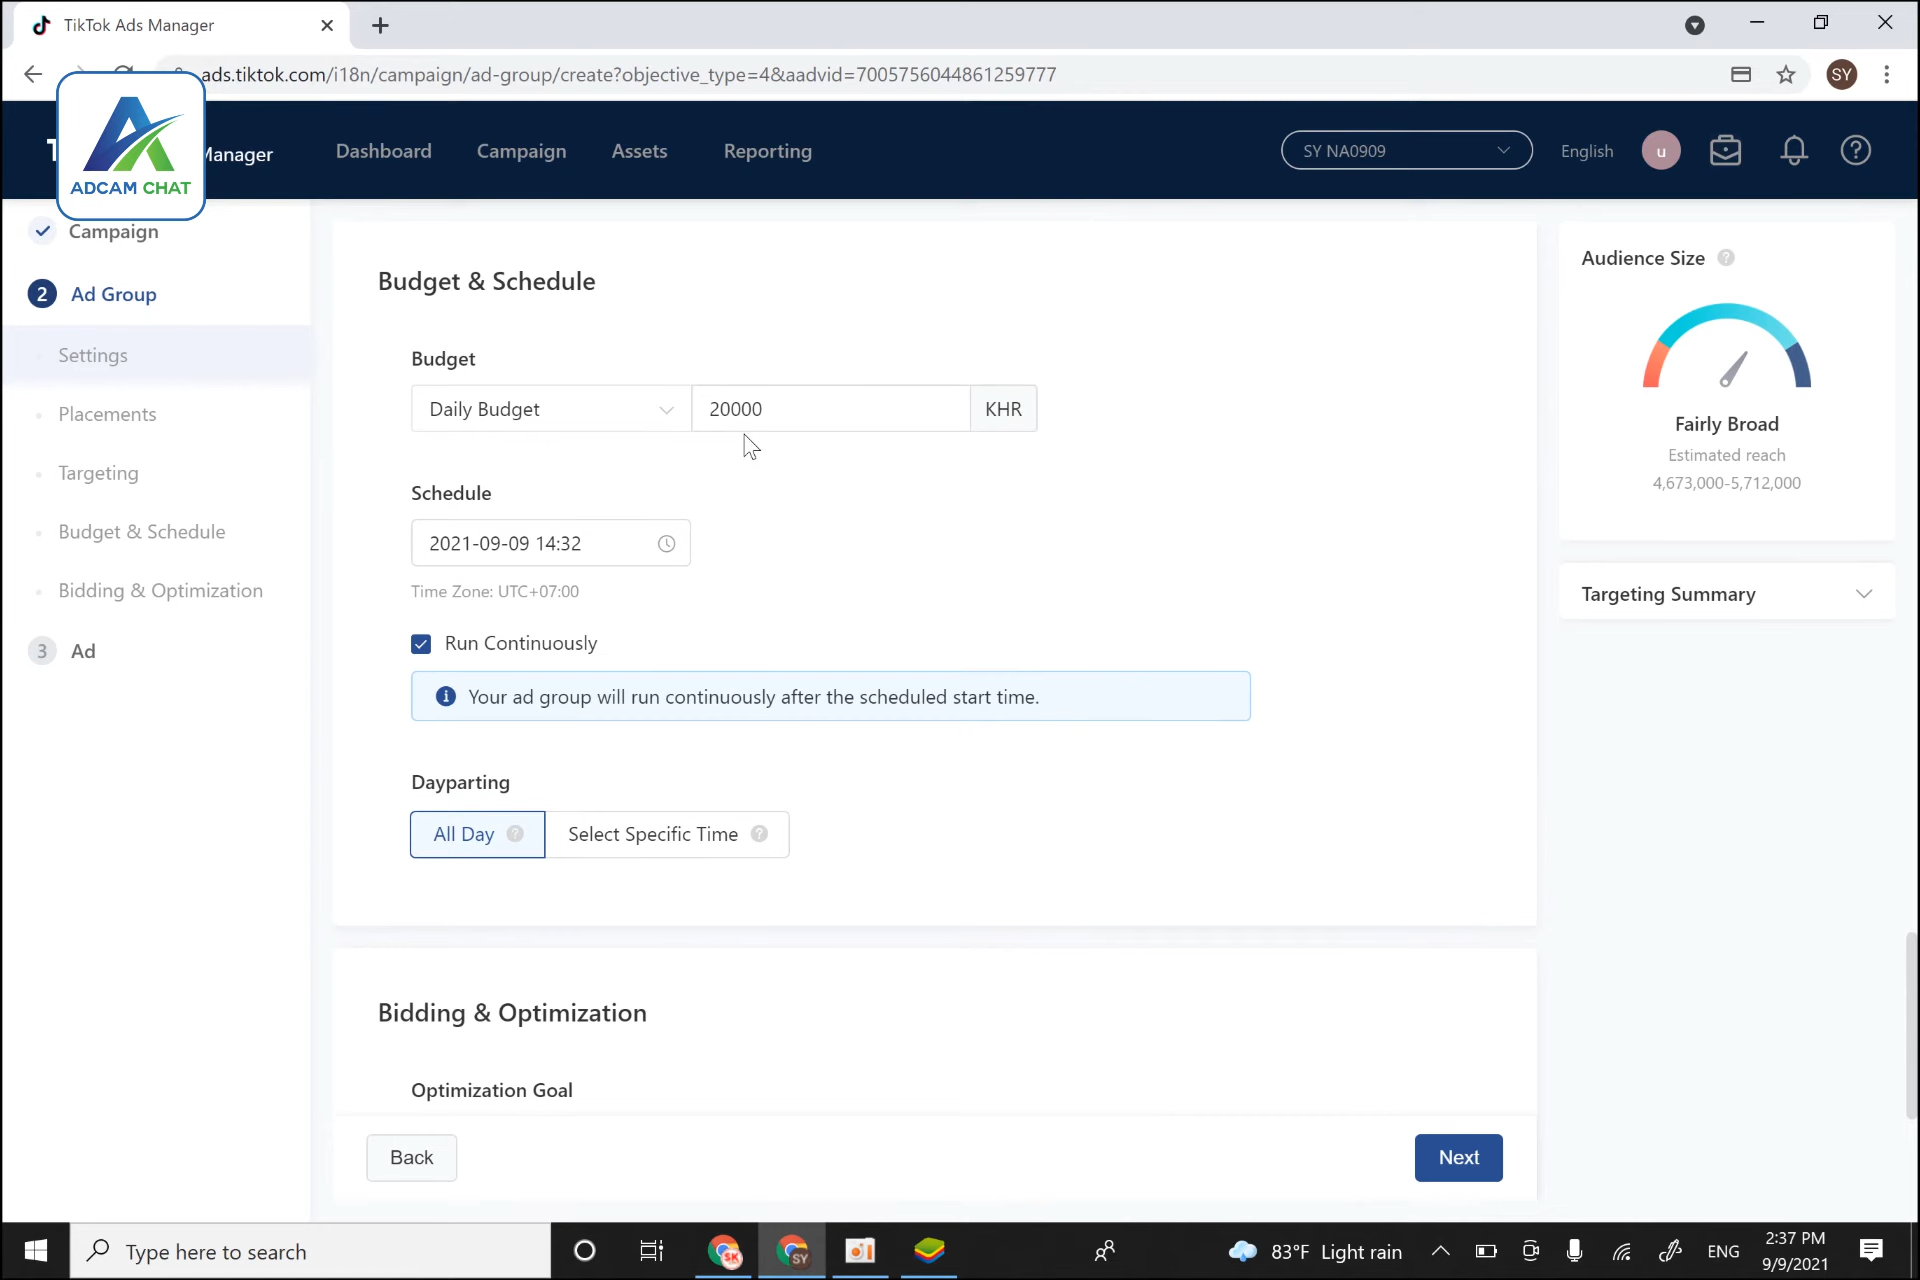 TikTok Ads Manager
ads.tiktok.com/i18n/campaign/ad-group/create?objective_type=4&aadvid=7005756044861259777
SY
ADCAM CHAT
Manager
Dashboard
Campaign
Assets
Reporting
SY NA0909
English
u
Campaign
2 Ad Group
Settings
Placements
Targeting
Budget & Schedule
Bidding & Optimization
3 Ad
Budget & Schedule
Budget
Daily Budget
20000
KHR
Schedule
2021-09-09 14:32
Time Zone: UTC+07:00
Run Continuously
Your ad group will run continuously after the scheduled start time.
Dayparting
All Day
Select Specific Time
Bidding & Optimization
Optimization Goal
Back
Next
Audience Size
Fairly Broad
Estimated reach
4,673,000-5,712,000
Targeting Summary
Type here to search
SK
SY
83°F Light rain
ENG
2:37 PM
9/9/2021